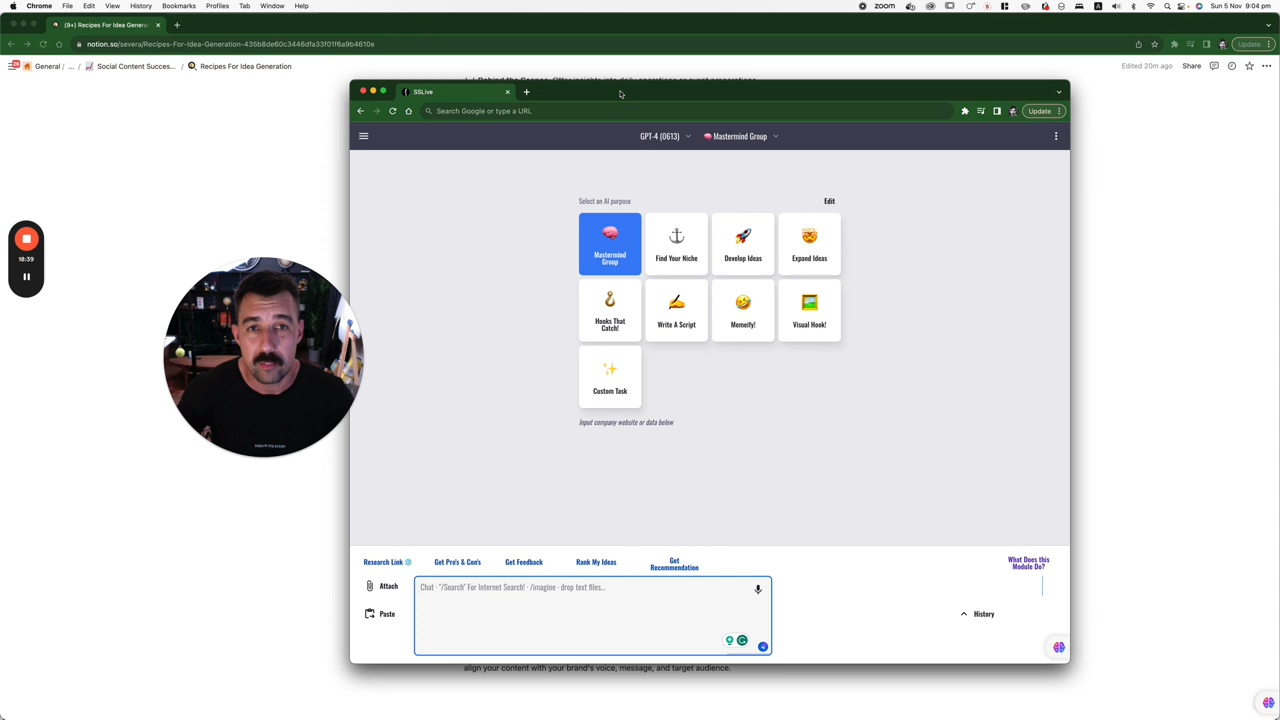 Chrome File Edit View History Bookmarks Profiles Tab Window Help
zoom
Sun 5 Nov 9:04 pm
(9+) Recipes For Idea Genera
notion.so/severa/Recipes-For-Idea-Generation-435b8de60c3446dfa33f01f6a9b4610e
Update
General / ... / Social Content Succes... / Recipes For Idea Generation
Edited 20m ago Share
SSLive
Search Google or type a URL
Update
GPT-4 (0613) Mastermind Group
Select an AI purpose Edit
Mastermind Group
Find Your Niche
Develop Ideas
Expand Ideas
Hooks That Catch!
Write A Script
Memeify!
Visual Hook!
Custom Task
Input company website or data below
18:39
Research Link
Get Pro's & Con's
Get Feedback
Rank My Ideas
Get Recommendation
What Does this Module Do?
Attach
Chat · "/Search" For Internet Search! · /imagine · drop text files...
Paste
History
align your content with your brand's voice, message, and target audience.